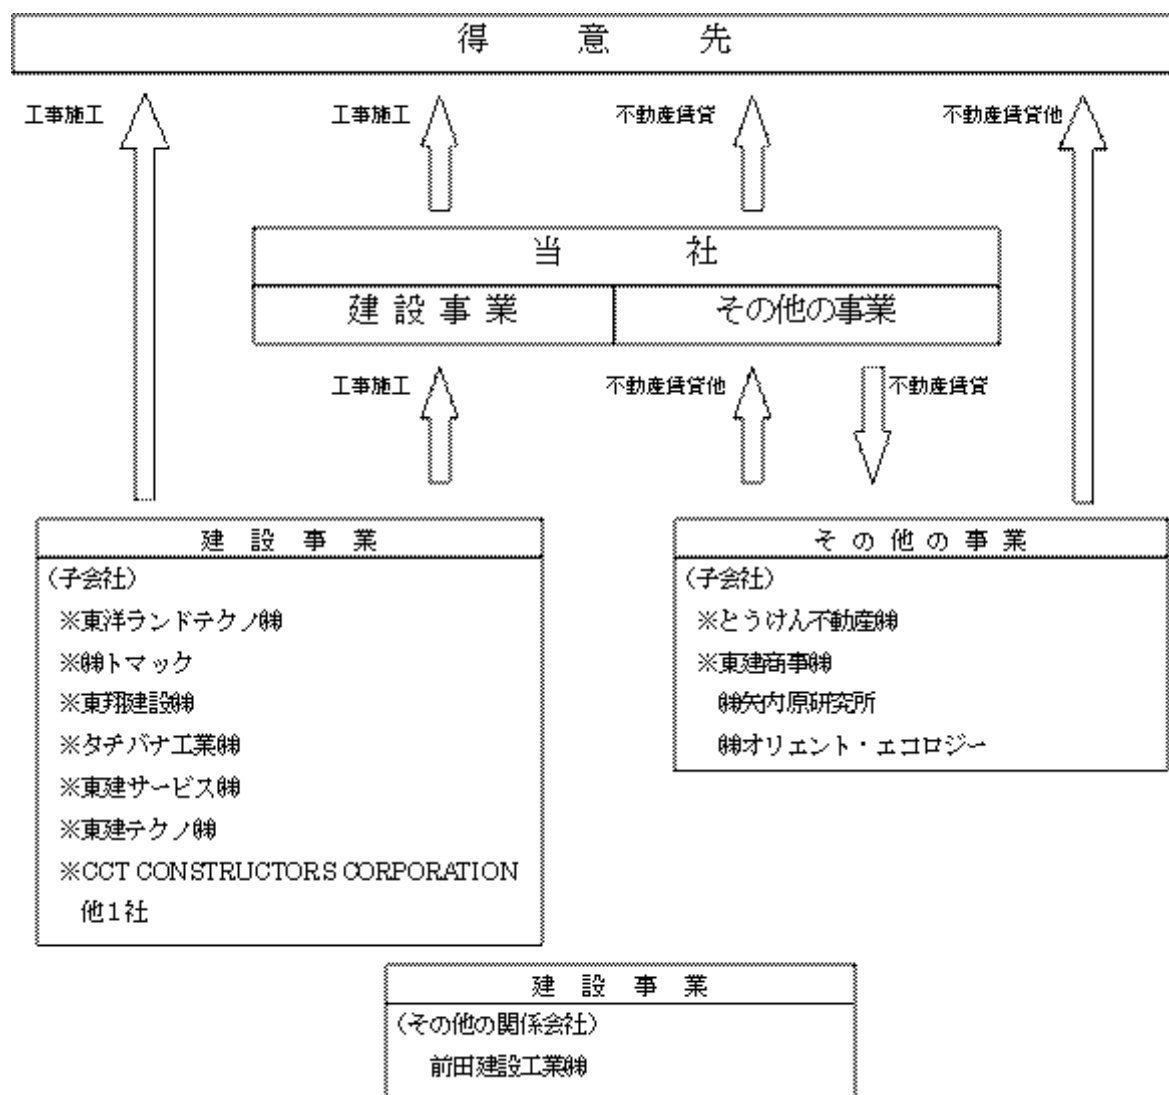 得意先
工事施工 工事施工 不動産賃貸 不動産賃貸他
当社
建設事業 その他の事業
工事施工 不動産賃貸他 不動産賃貸
建設事業
(子会社)
※東洋ランドテクノ㈱
※㈱トマック
※東翔建設㈱
※タチバナ工業㈱
※東建サービス㈱
※東建テクノ㈱
※CCT CONSTRUCTORS CORPORATION
他1社
その他の事業
(子会社)
※とうけん不動産㈱
※東建商事㈱
㈱矢内原研究所
㈱オリエント・エコロジー
建設事業
(その他の関係会社)
前田建設工業㈱